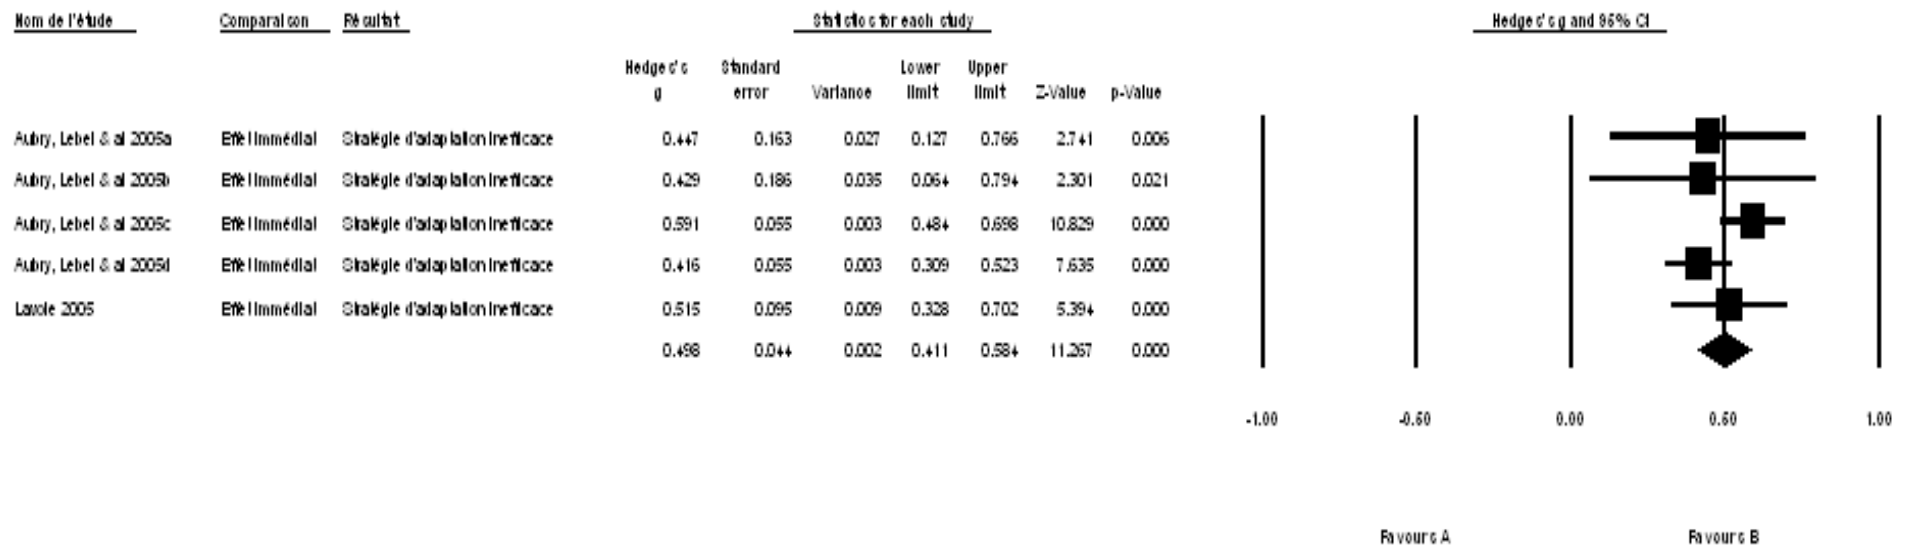 Nom de l'étude Comparaison Résultat Statistics for each study Hedges's g and 95% CI
Hedges's Standard Lower Upper
g error Variance limit limit Z-Value p-Value
Aubry, Lebel & al 2005a Effet Immédiat Stratégie d'adaptation inefficace 0.447 0.163 0.027 0.127 0.766 2.741 0.006
Aubry, Lebel & al 2005b Effet Immédiat Stratégie d'adaptation inefficace 0.429 0.186 0.035 0.064 0.794 2.301 0.021
Aubry, Lebel & al 2005c Effet Immédiat Stratégie d'adaptation inefficace 0.591 0.055 0.003 0.484 0.698 10.829 0.000
Aubry, Lebel & al 2005d Effet Immédiat Stratégie d'adaptation inefficace 0.416 0.055 0.003 0.309 0.523 7.635 0.000
Lavoie 2005 Effet Immédiat Stratégie d'adaptation inefficace 0.515 0.095 0.009 0.328 0.702 5.394 0.000
0.498 0.044 0.002 0.411 0.584 11.267 0.000
-1.00 -0.50 0.00 0.50 1.00
Favours A Favours B